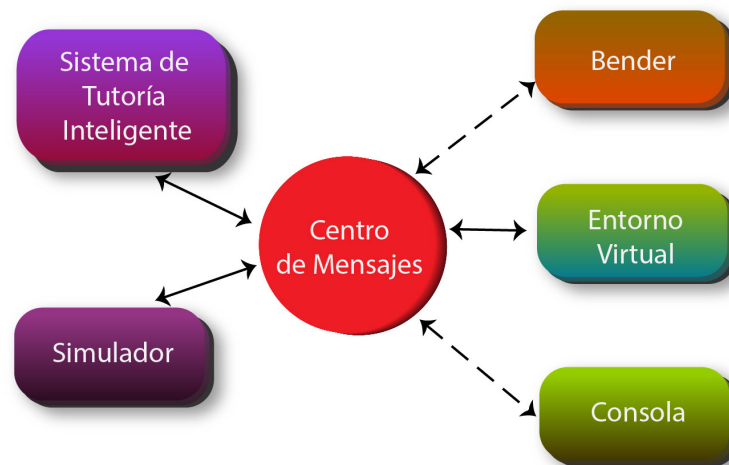 Sistema de
Tutoría
Inteligente
Bender
Centro
de Mensajes
Entorno
Virtual
Simulador
Consola